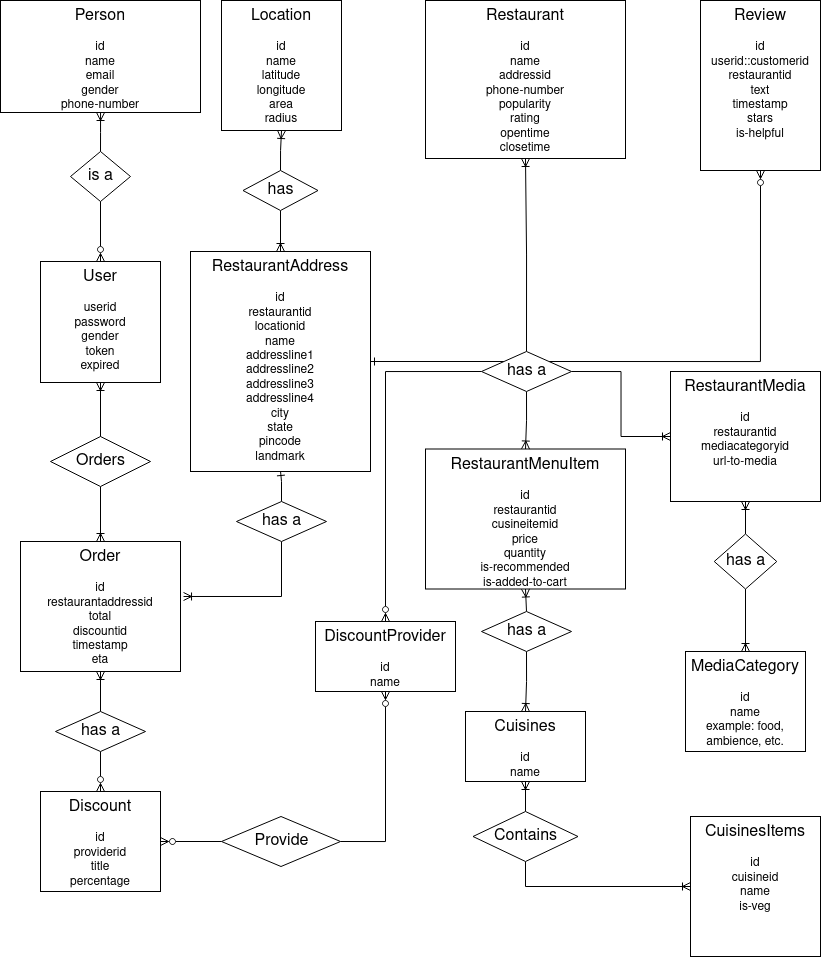 Person
id
name
email
gender
phone-number
Location
id
name
latitude
longitude
area
radius
Restaurant
id
name
addressid
phone-number
popularity
rating
opentime
closetime
Review
id
userid::customerid
restaurantid
text
timestamp
stars
is-helpful
is a
has
User
userid
password
gender
token
expired
RestaurantAddress
id
restaurantid
locationid
name
addressline1
addressline2
addressline3
addressline4
city
state
pincode
landmark
has a
RestaurantMedia
id
restaurantid
mediacategoryid
url-to-media
Orders
RestaurantMenuItem
id
restaurantid
cusineitemid
price
quantity
is-recommended
is-added-to-cart
has a
has a
Order
id
restaurantaddressid
total
discountid
timestamp
eta
DiscountProvider
id
name
has a
MediaCategory
id
name
example: food,
ambience, etc.
has a
Cuisines
id
name
Discount
id
providerid
title
percentage
Provide
Contains
CuisinesItems
id
cuisineid
name
is-veg